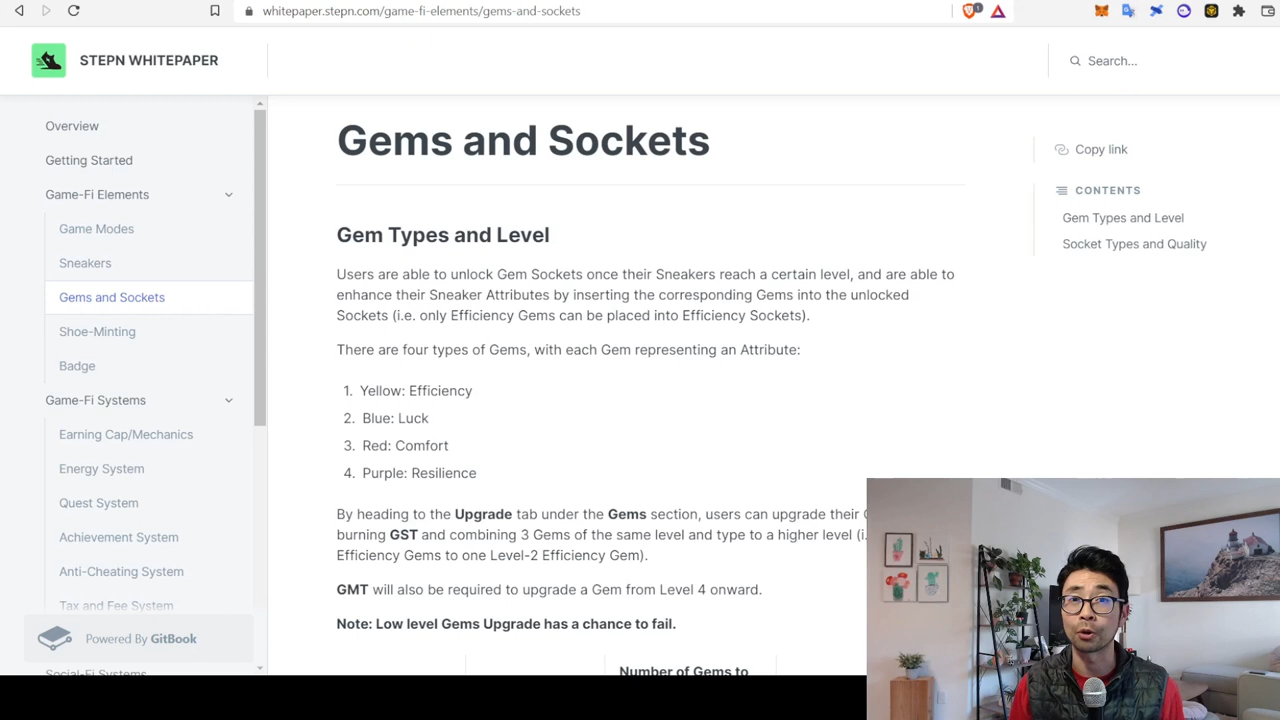 whitepaper.stepn.com/game-fi-elements/gems-and-sockets
STEPN WHITEPAPER
Search...
Overview
Getting Started
Game-Fi Elements
Game Modes
Sneakers
Gems and Sockets
Shoe-Minting
Badge
Game-Fi Systems
Earning Cap/Mechanics
Energy System
Quest System
Achievement System
Anti-Cheating System
Tax and Fee System
Powered By GitBook
Social-Fi Systems
Gems and Sockets
Gem Types and Level
Users are able to unlock Gem Sockets once their Sneakers reach a certain level, and are able to
enhance their Sneaker Attributes by inserting the corresponding Gems into the unlocked
Sockets (i.e. only Efficiency Gems can be placed into Efficiency Sockets).
There are four types of Gems, with each Gem representing an Attribute:
1. Yellow: Efficiency
2. Blue: Luck
3. Red: Comfort
4. Purple: Resilience
By heading to the Upgrade tab under the Gems section, users can upgrade their
burning GST and combining 3 Gems of the same level and type to a higher level (i.
Efficiency Gems to one Level-2 Efficiency Gem).
GMT will also be required to upgrade a Gem from Level 4 onward.
Note: Low level Gems Upgrade has a chance to fail.
Number of Gems to
Copy link
CONTENTS
Gem Types and Level
Socket Types and Quality